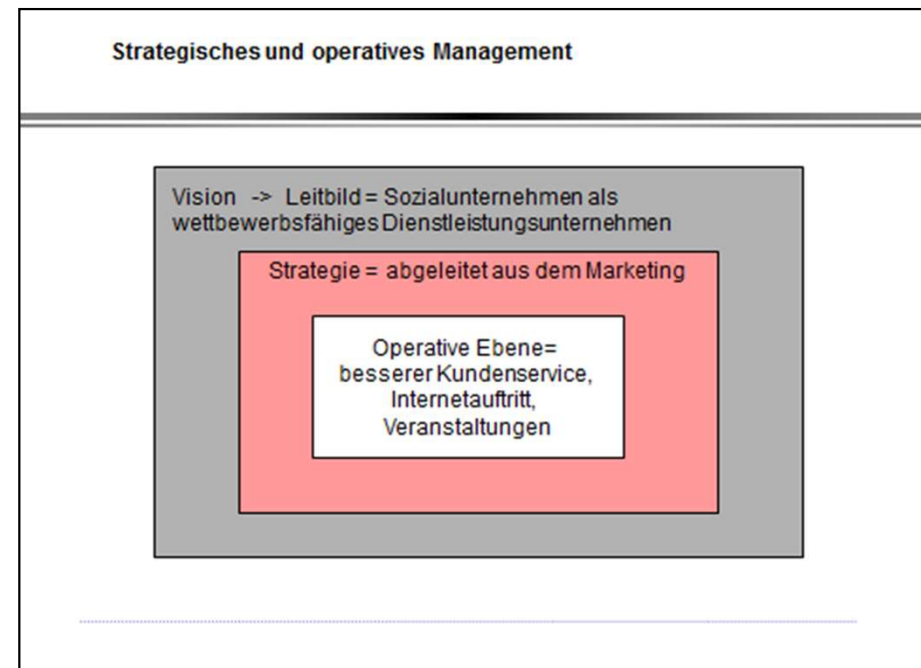 Strategisches und operatives Management
Vision -> Leitbild = Sozialunternehmen als
wettbewerbsfähiges Dienstleistungsunternehmen
Strategie = abgeleitet aus dem Marketing
Operative Ebene=
besserer Kundenservice,
Internetauftritt,
Veranstaltungen